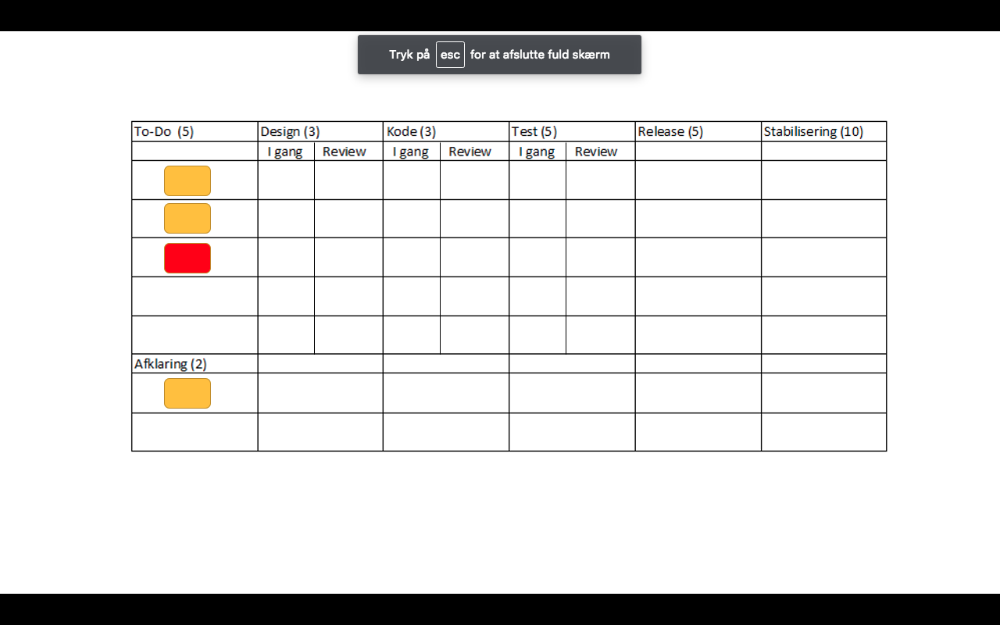 Tryk på esc for at afslutte fuld skærm
To-Do (5) Design (3) Kode (3) Test (5) Release (5) Stabilisering (10)
I gang Review I gang Review I gang Review
Afklaring (2)